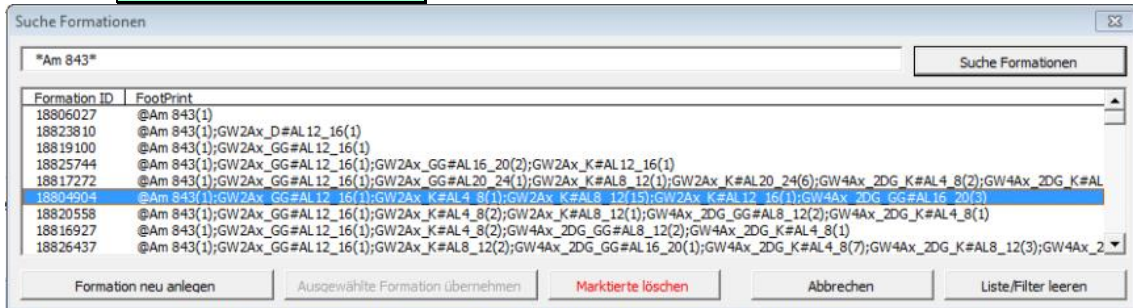 Suche Formationen
*Am 843*
Suche Formationen
Formation ID FootPrint
18806027 @Am 843(1)
18823810 @Am 843(1);GW2Ax_D#AL12_16(1)
18819100 @Am 843(1);GW2Ax_GG#AL12_16(1)
18825744 @Am 843(1);GW2Ax_GG#AL12_16(1);GW2Ax_GG#AL16_20(2);GW2Ax_K#AL12_16(1)
18817272 @Am 843(1);GW2Ax_GG#AL12_16(1);GW2Ax_GG#AL20_24(1);GW2Ax_K#AL8_12(1);GW2Ax_K#AL20_24(6);GW4Ax_2DG_K#AL4_8(2);GW4Ax_2DG_K#AL
18804904 @Am 843(1);GW2Ax_GG#AL12_16(1);GW2Ax_K#AL4_8(1);GW2Ax_K#AL8_12(15);GW2Ax_K#AL12_16(1);GW4Ax_2DG_GG#AL16_20(3)
18820558 @Am 843(1);GW2Ax_GG#AL12_16(1);GW2Ax_K#AL4_8(2);GW2Ax_K#AL8_12(1);GW4Ax_2DG_GG#AL8_12(2);GW4Ax_2DG_K#AL4_8(1)
18816927 @Am 843(1);GW2Ax_GG#AL12_16(1);GW2Ax_K#AL4_8(2);GW4Ax_2DG_GG#AL8_12(2);GW4Ax_2DG_K#AL4_8(1)
18826437 @Am 843(1);GW2Ax_GG#AL12_16(1);GW2Ax_K#AL8_12(2);GW4Ax_2DG_GG#AL16_20(1);GW4Ax_2DG_K#AL4_8(7);GW4Ax_2DG_K#AL8_12(3);GW4Ax_2
Formation neu anlegen Ausgewählte Formation übernehmen Marktierte löschen Abbrechen Liste/Filter leeren